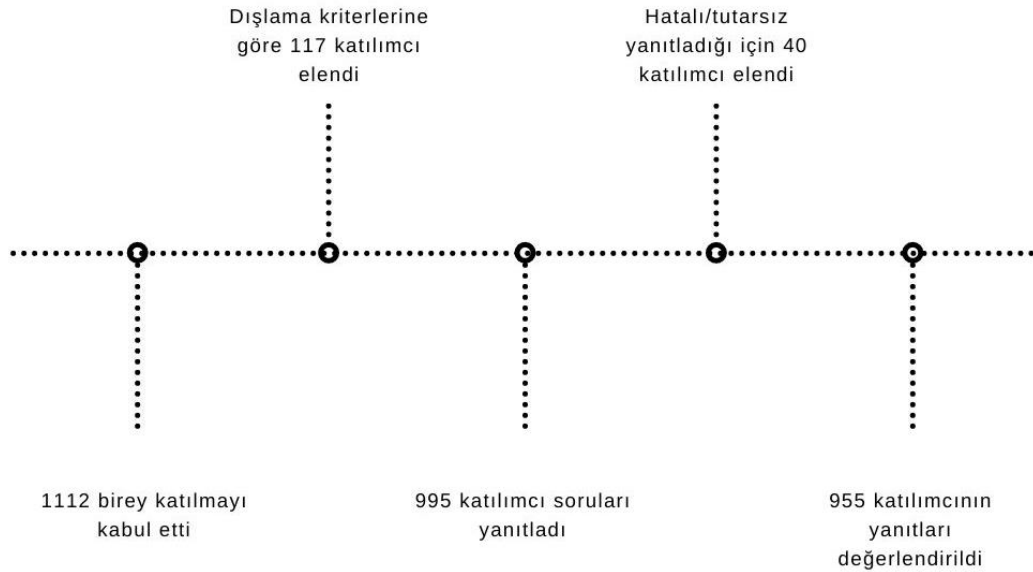 Dışlama kriterlerine
göre 117 katılımcı
elendi
Hatalı/tutarsız
yanıtladığı için 40
katılımcı elendi
1112 birey katılmayı
kabul etti
995 katılımcı soruları
yanıtladı
955 katılımcının
yanıtları
değerlendirildi